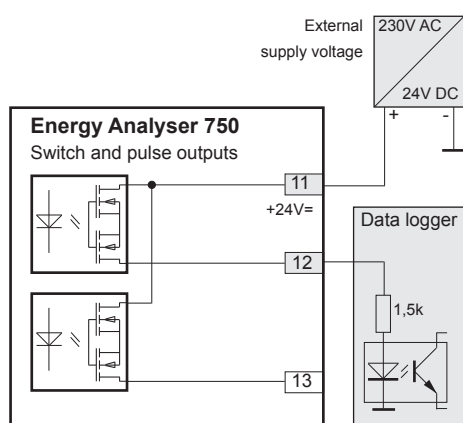 External
supply voltage
230V AC
24V DC
+ -
Energy Analyser 750
Switch and pulse outputs
11
+24V=
Data logger
12
1,5k
13